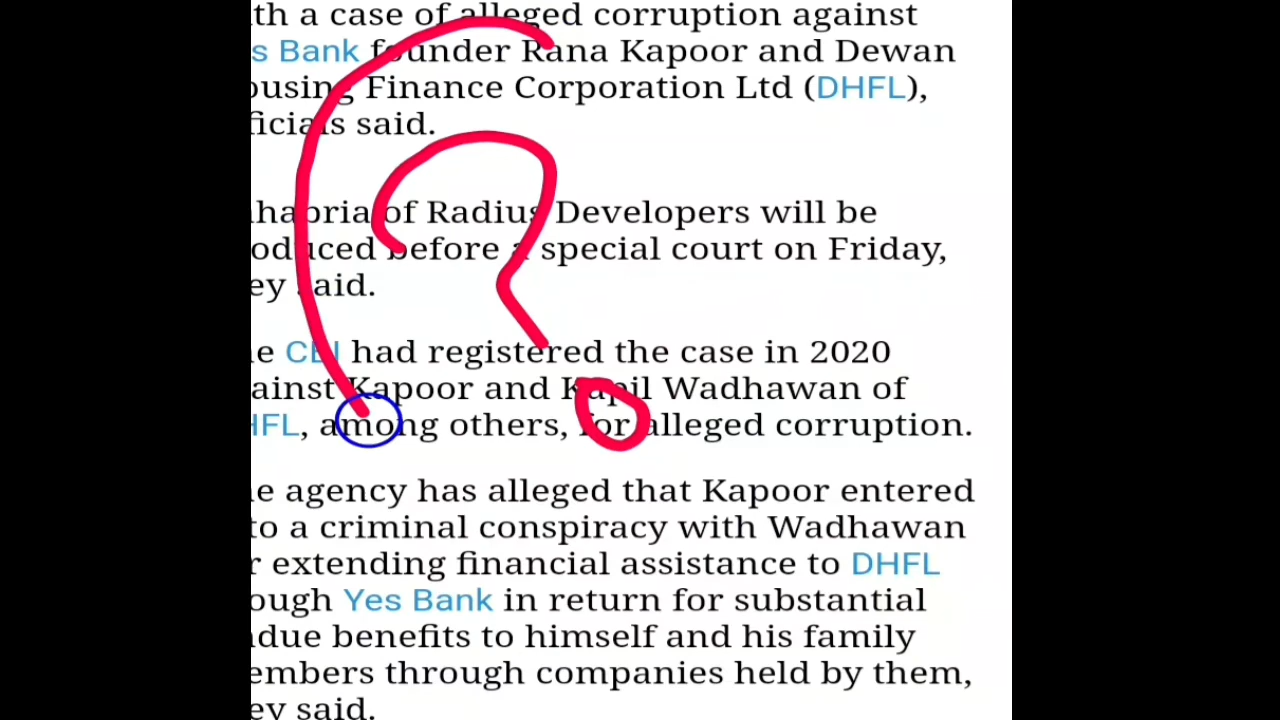 th a case of alleged corruption against
s Bank founder Rana Kapoor and Dewan
ousing Finance Corporation Ltd (DHFL),
ficials said.
of Radius Developers will be
oduced before a special court on Friday,
ey said.
e CBI had registered the case in 2020
ainst Kapoor and Kapil Wadhawan of
HFL, among others, for alleged corruption.
e agency has alleged that Kapoor entered
to a criminal conspiracy with Wadhawan
r extending financial assistance to DHFL
ough Yes Bank in return for substantial
due benefits to himself and his family
embers through companies held by them,
ey said.